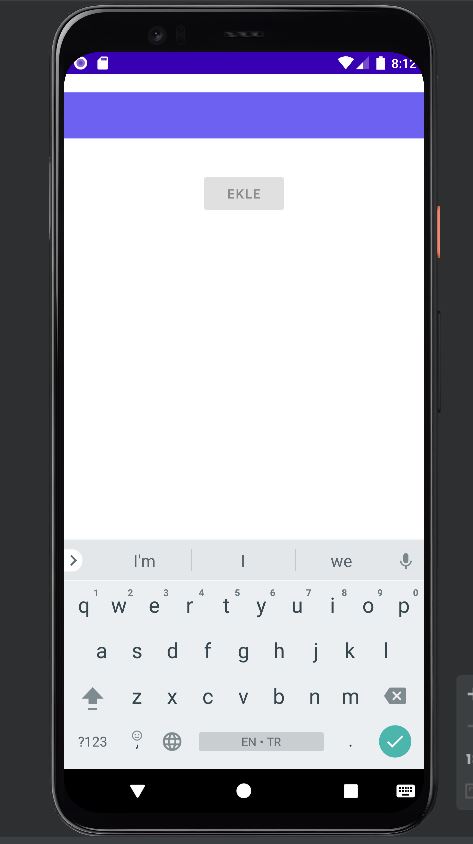 8:12
EKLE
I'm I we
1 2 3 4 5 6 7 8 9 0
q w e r t y u i o p
a s d f g h j k l
z x c v b n m
?123 , EN • TR .